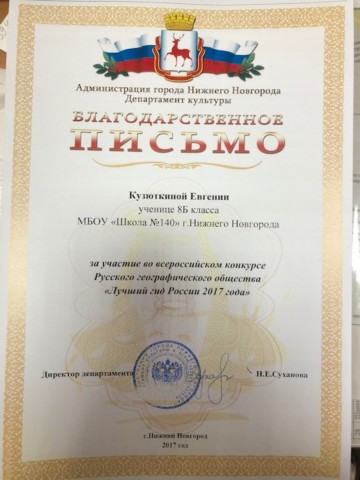 Администрация города Нижнего Новгорода
Департамент культуры
БЛАГОДАРСТВЕННОЕ
ПИСЬМО
Кузюткиной Евгении
ученице 8Б класса
МБОУ «Школа №140» г.Нижнего Новгорода
за участие во всероссийском конкурсе
Русского географического общества
«Лучший гид России 2017 года»
Директор департамента Н.Е.Суханова
г.Нижний Новгород
2017 год